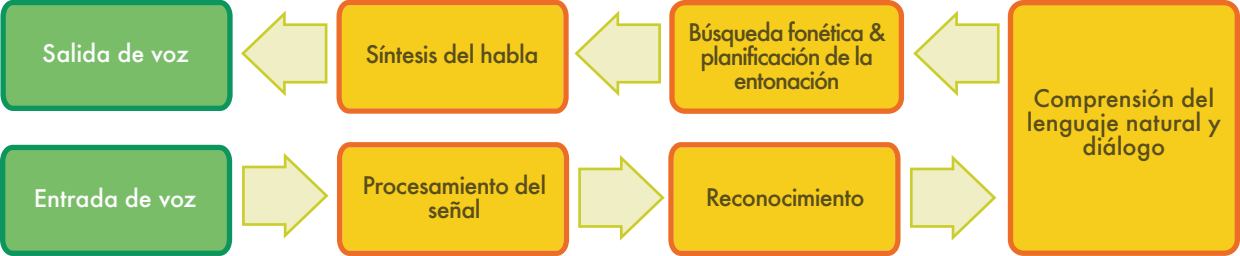 Salida de voz
Síntesis del habla
Búsqueda fonética &
planificación de la
entonación
Comprensión del
lenguaje natural y
diálogo
Entrada de voz
Procesamiento del
señal
Reconocimiento